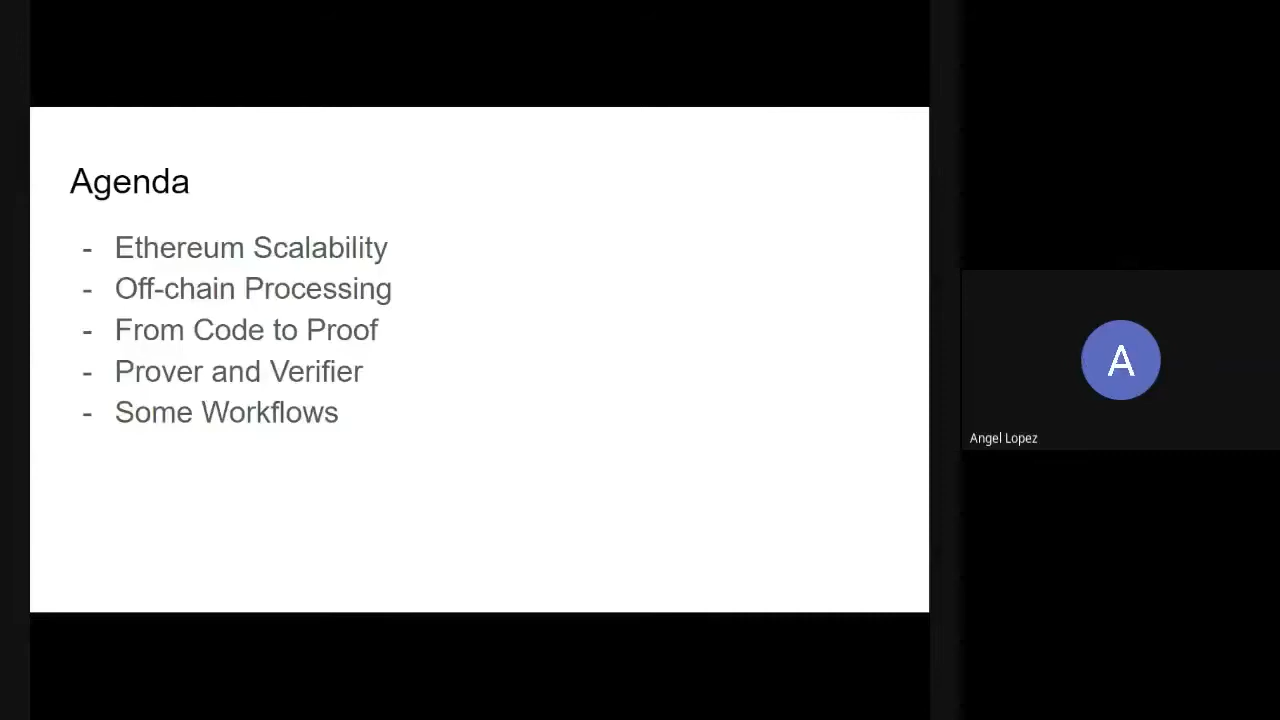 Agenda
- Ethereum Scalability
- Off-chain Processing
- From Code to Proof
- Prover and Verifier
- Some Workflows
A
Angel Lopez